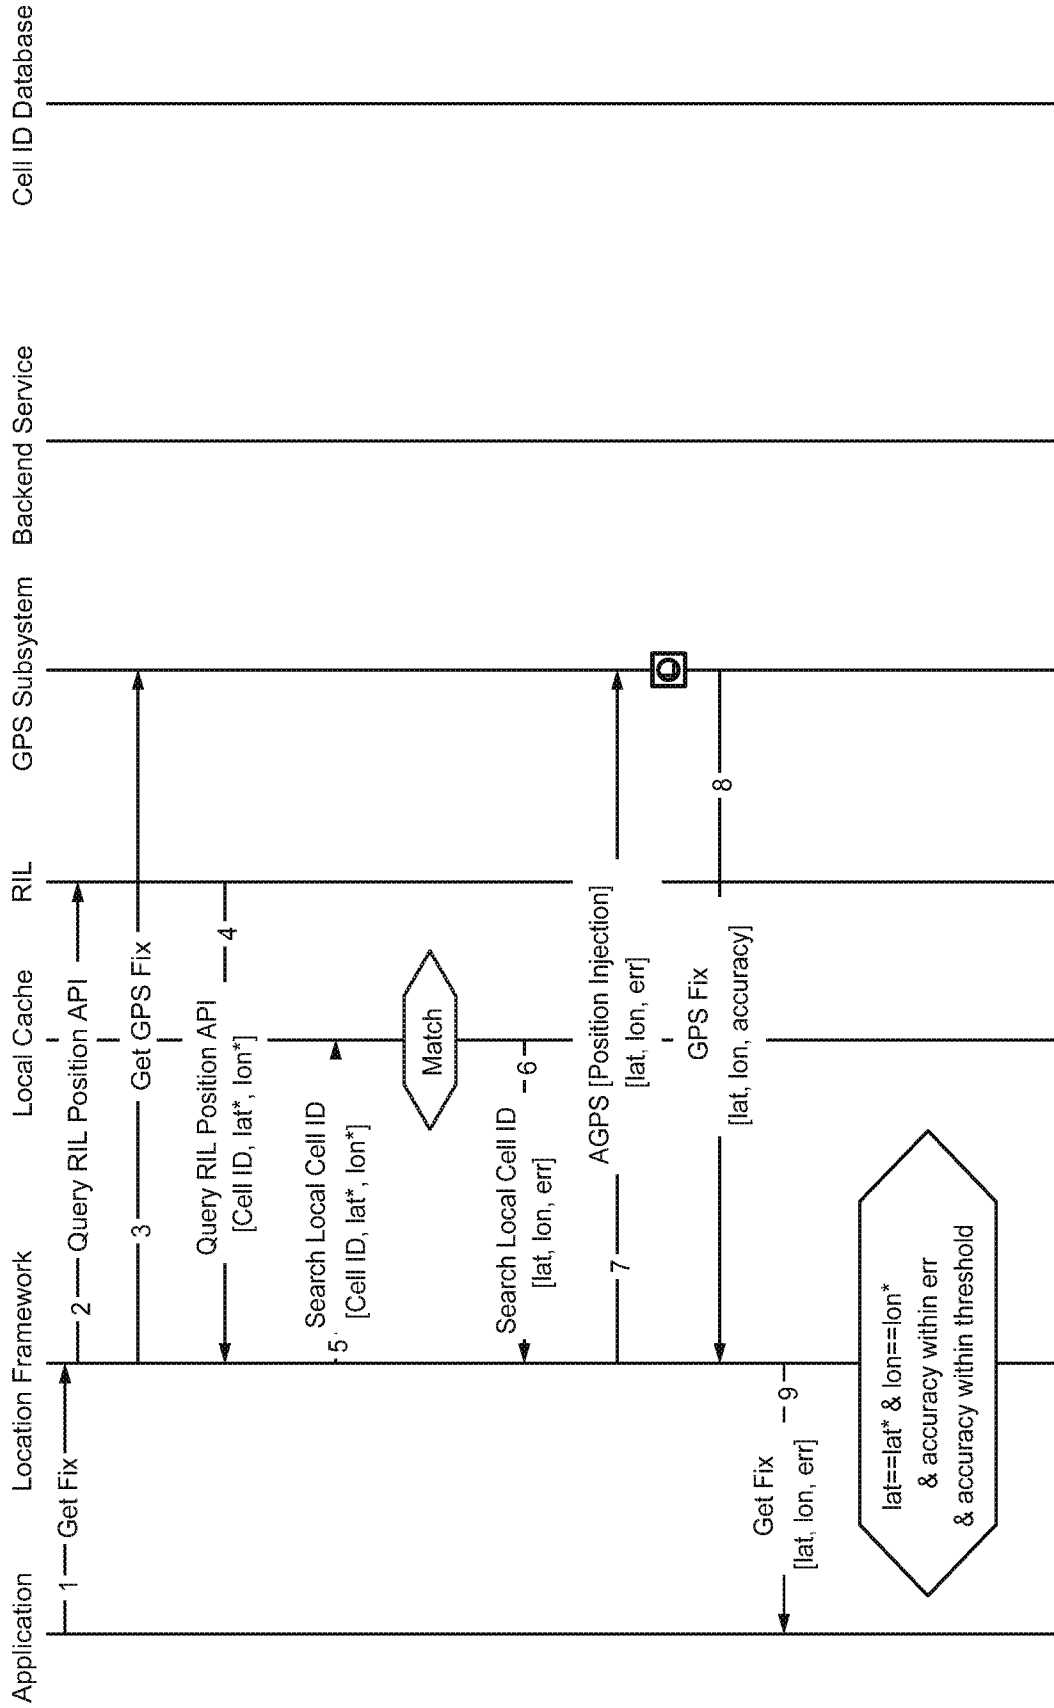 Application
Location Framework
Local Cache
RIL
GPS Subsystem
Backend Service
Cell ID Database
1
Get Fix
2
Query RIL Position API
3
Get GPS Fix
4
Query RIL Position API
[Cell ID, lat*, lon*]
5
Search Local Cell ID
[Cell ID, lat*, lon*]
Match
6
Search Local Cell ID
[lat, lon, err]
7
AGPS [Position Injection]
[lat, lon, err]
8
GPS Fix
[lat, lon, accuracy]
9
Get Fix
[lat, lon, err]
lat==lat* & lon==lon*
& accuracy within err
& accuracy within threshold